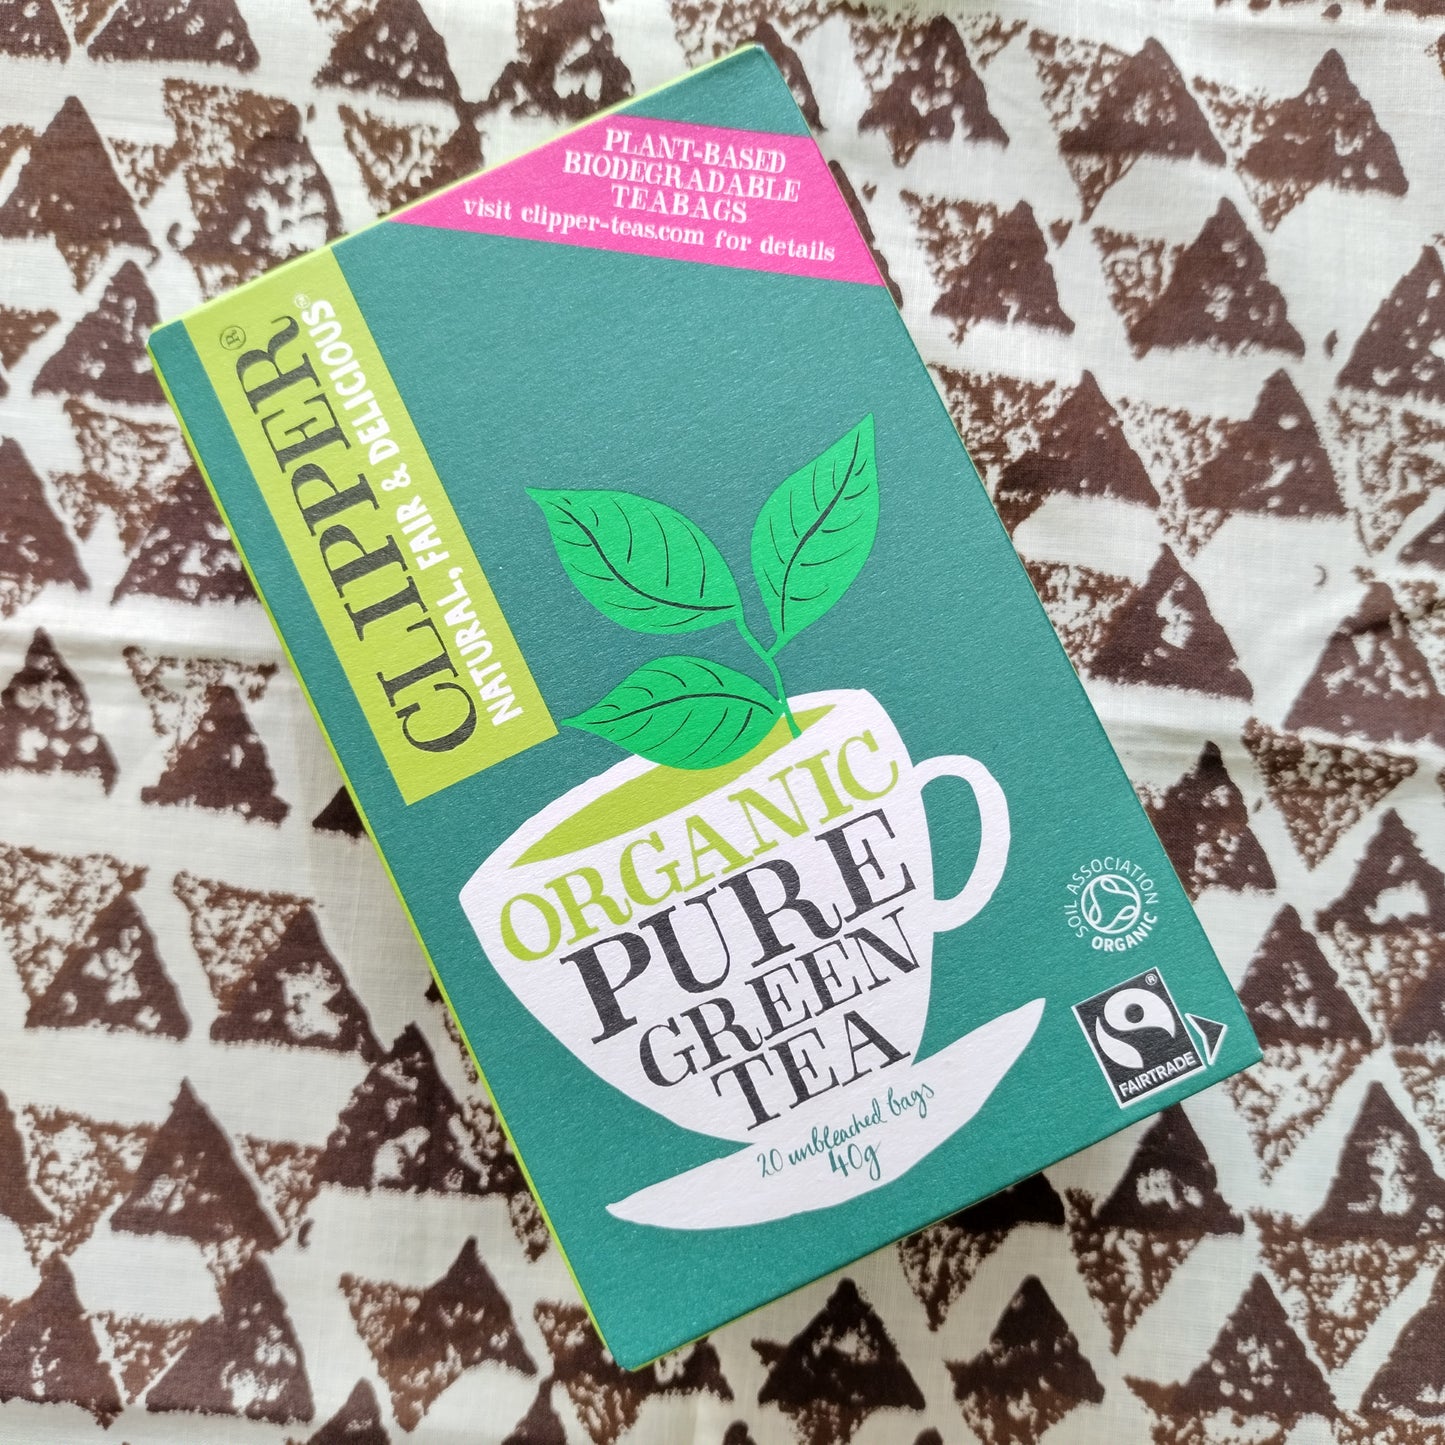 PLANT-BASED
BIODEGRADABLE
TEABAGS
visit clipper-teas.com for details
CLIPPER®
NATURAL, FAIR & DELICIOUS™
ORGANIC
PURE
GREEN
TEA
20 unbleached bags
40g
SOIL ASSOCIATION
ORGANIC
®
FAIRTRADE